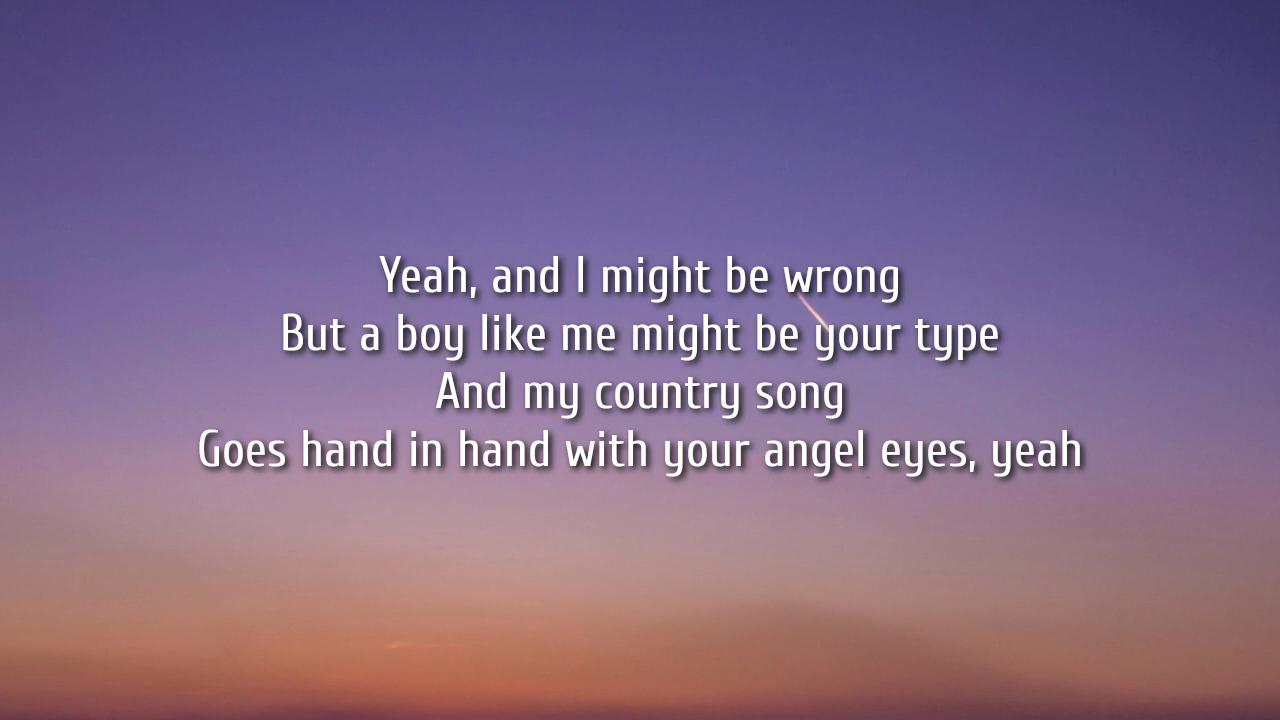 Yeah, and I might be wrong
But a boy like me might be your type
And my country song
Goes hand in hand with your angel eyes, yeah